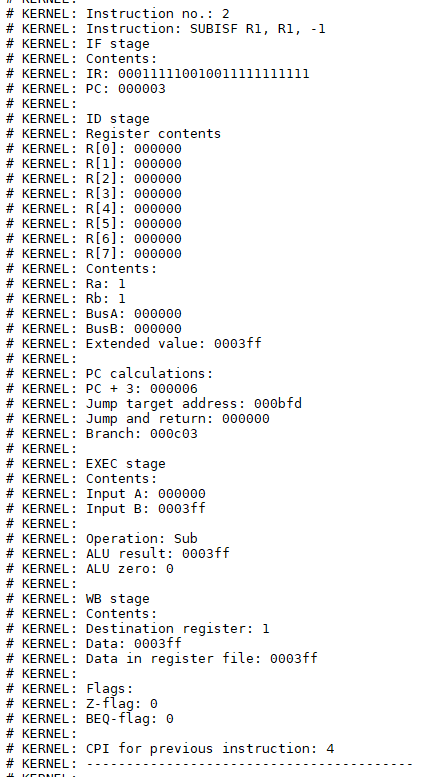 # KERNEL:
# KERNEL: Instruction no.: 2
# KERNEL: Instruction: SUBISF R1, R1, -1
# KERNEL: IF stage
# KERNEL: Contents:
# KERNEL: IR: 000111110010011111111111
# KERNEL: PC: 000003
# KERNEL:
# KERNEL: ID stage
# KERNEL: Register contents
# KERNEL: R[0]: 000000
# KERNEL: R[1]: 000000
# KERNEL: R[2]: 000000
# KERNEL: R[3]: 000000
# KERNEL: R[4]: 000000
# KERNEL: R[5]: 000000
# KERNEL: R[6]: 000000
# KERNEL: R[7]: 000000
# KERNEL: Contents:
# KERNEL: Ra: 1
# KERNEL: Rb: 1
# KERNEL: BusA: 000000
# KERNEL: BusB: 000000
# KERNEL: Extended value: 0003ff
# KERNEL:
# KERNEL: PC calculations:
# KERNEL: PC + 3: 000006
# KERNEL: Jump target address: 000bfd
# KERNEL: Jump and return: 000000
# KERNEL: Branch: 000c03
# KERNEL:
# KERNEL: EXEC stage
# KERNEL: Contents:
# KERNEL: Input A: 000000
# KERNEL: Input B: 0003ff
# KERNEL:
# KERNEL: Operation: Sub
# KERNEL: ALU result: 0003ff
# KERNEL: ALU zero: 0
# KERNEL:
# KERNEL: WB stage
# KERNEL: Contents:
# KERNEL: Destination register: 1
# KERNEL: Data: 0003ff
# KERNEL: Data in register file: 0003ff
# KERNEL:
# KERNEL: Flags:
# KERNEL: Z-flag: 0
# KERNEL: BEQ-flag: 0
# KERNEL:
# KERNEL: CPI for previous instruction: 4
# KERNEL: -----------------------------------------
# KERNEL: